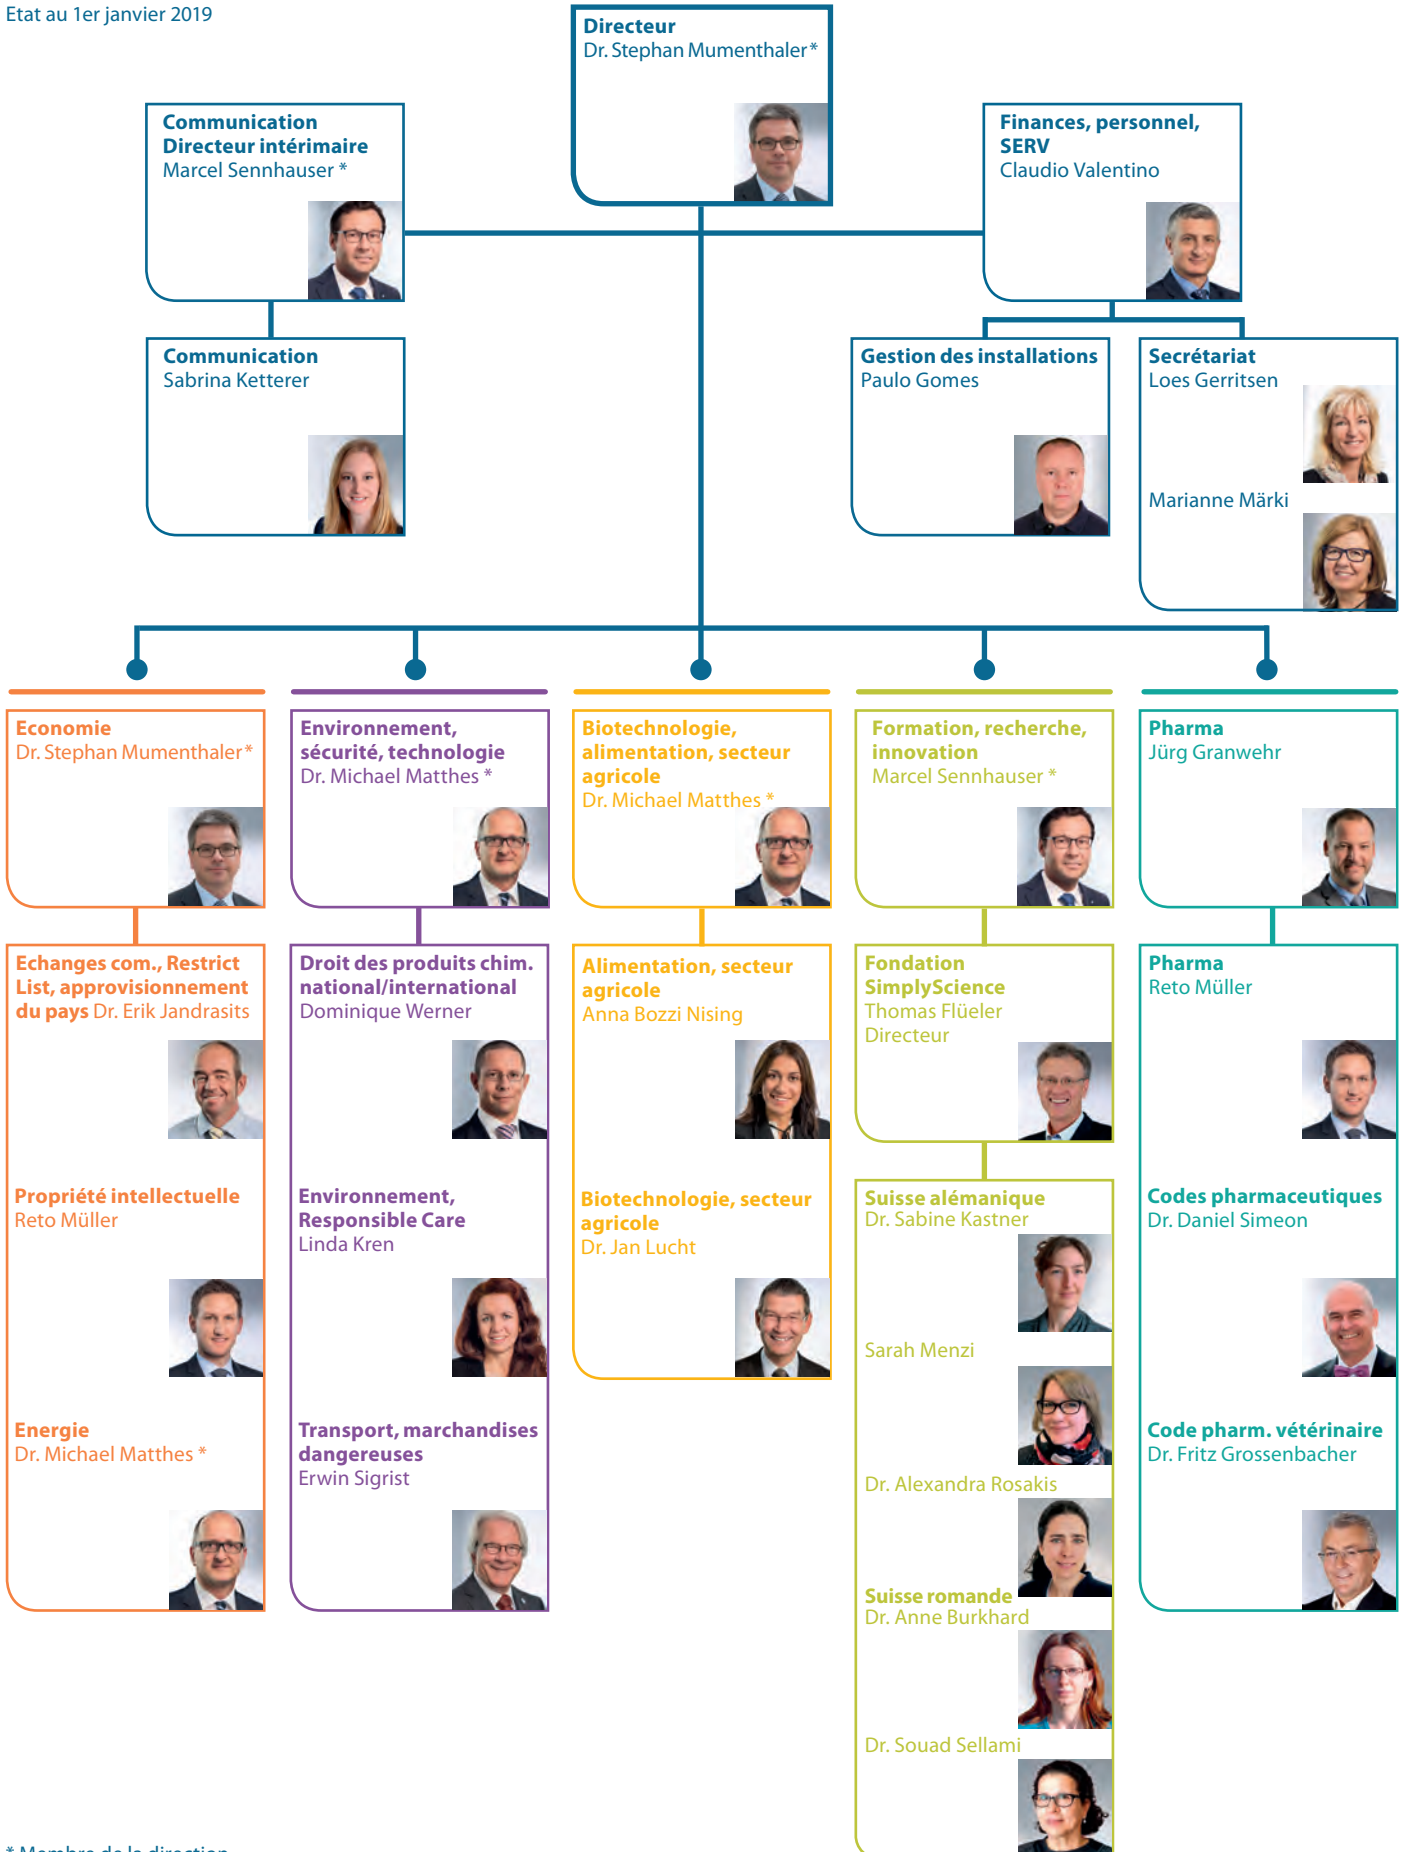 Etat au 1er janvier 2019
Directeur
Dr. Stephan Mumenthaler *
Communication
Directeur intérimaire
Marcel Sennhauser *
Finances, personnel,
SERV
Claudio Valentino
Communication
Sabrina Ketterer
Gestion des installations
Paulo Gomes
Secrétariat
Loes Gerritsen
Marianne Märki
Economie
Dr. Stephan Mumenthaler *
Environnement,
sécurité, technologie
Dr. Michael Matthes *
Biotechnologie,
alimentation, secteur
agricole
Dr. Michael Matthes *
Formation, recherche,
innovation
Marcel Sennhauser *
Pharma
Jürg Granwehr
Echanges com., Restrict
List, approvisionnement
du pays Dr. Erik Jandrasits
Propriété intellectuelle
Reto Müller
Energie
Dr. Michael Matthes *
Droit des produits chim.
national/international
Dominique Werner
Environnement,
Responsible Care
Linda Kren
Transport, marchandises
dangereuses
Erwin Sigrist
Alimentation, secteur
agricole
Anna Bozzi Nising
Biotechnologie, secteur
agricole
Dr. Jan Lucht
Fondation
SimplyScience
Thomas Flüeler
Directeur
Suisse alémanique
Dr. Sabine Kastner
Sarah Menzi
Dr. Alexandra Rosakis
Suisse romande
Dr. Anne Burkhard
Dr. Souad Sellami
Pharma
Reto Müller
Codes pharmaceutiques
Dr. Daniel Simeon
Code pharm. vétérinaire
Dr. Fritz Grossenbacher
* Membre de la direction